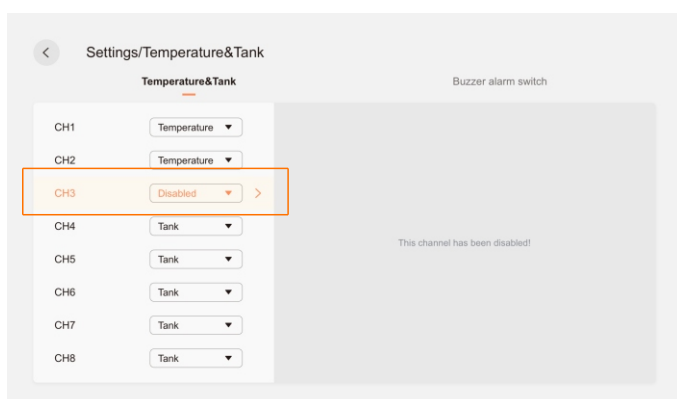 Settings/Temperature&Tank
Temperature&Tank
Buzzer alarm switch
CH1 Temperature
CH2 Temperature
CH3 Disabled
CH4 Tank
CH5 Tank
CH6 Tank
CH7 Tank
CH8 Tank
This channel has been disabled!